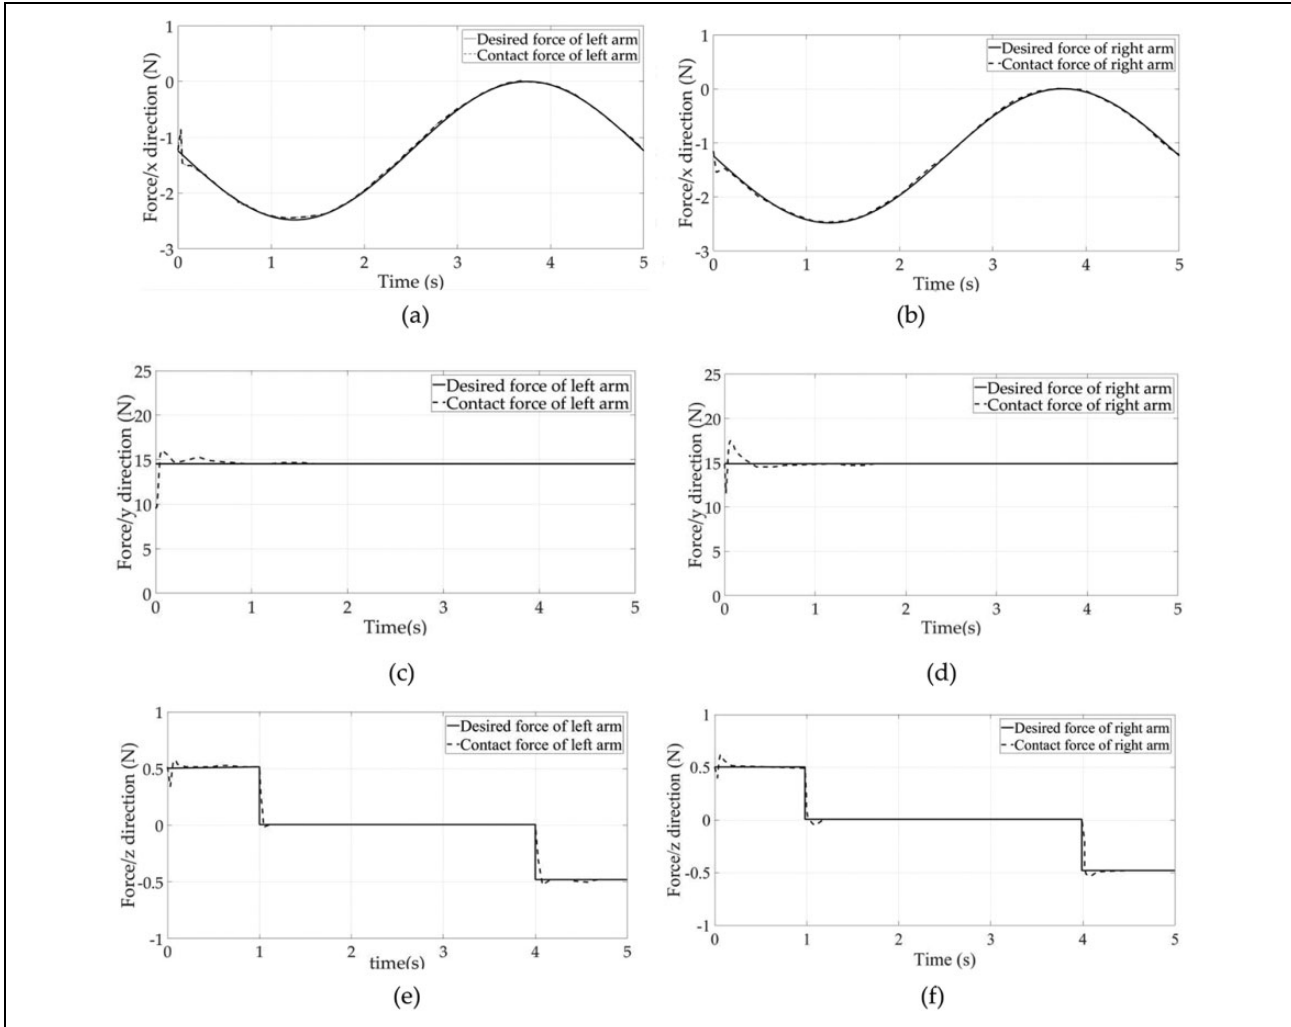 1
0
-1
-2
-3
Force/x direction (N)
Desired force of left arm
Contact force of left arm
0
1
2
3
4
5
Time (s)
(a)
1
0
-1
-2
-3
Force/x direction (N)
Desired force of right arm
Contact force of right arm
0
1
2
3
4
5
Time (s)
(b)
25
20
15
10
5
0
Force/y direction (N)
Desired force of left arm
Contact force of left arm
0
1
2
3
4
5
Time(s)
(c)
25
20
15
10
5
0
Force/y direction (N)
Desired force of right arm
Contact force of right arm
0
1
2
3
4
5
Time(s)
(d)
1
0.5
0
-0.5
-1
Force/z direction (N)
Desired force of left arm
Contact force of left arm
0
1
2
3
4
5
time(s)
(e)
1
0.5
0
-0.5
-1
Force/z direction (N)
Desired force of right arm
Contact force of right arm
0
1
2
3
4
5
Time (s)
(f)